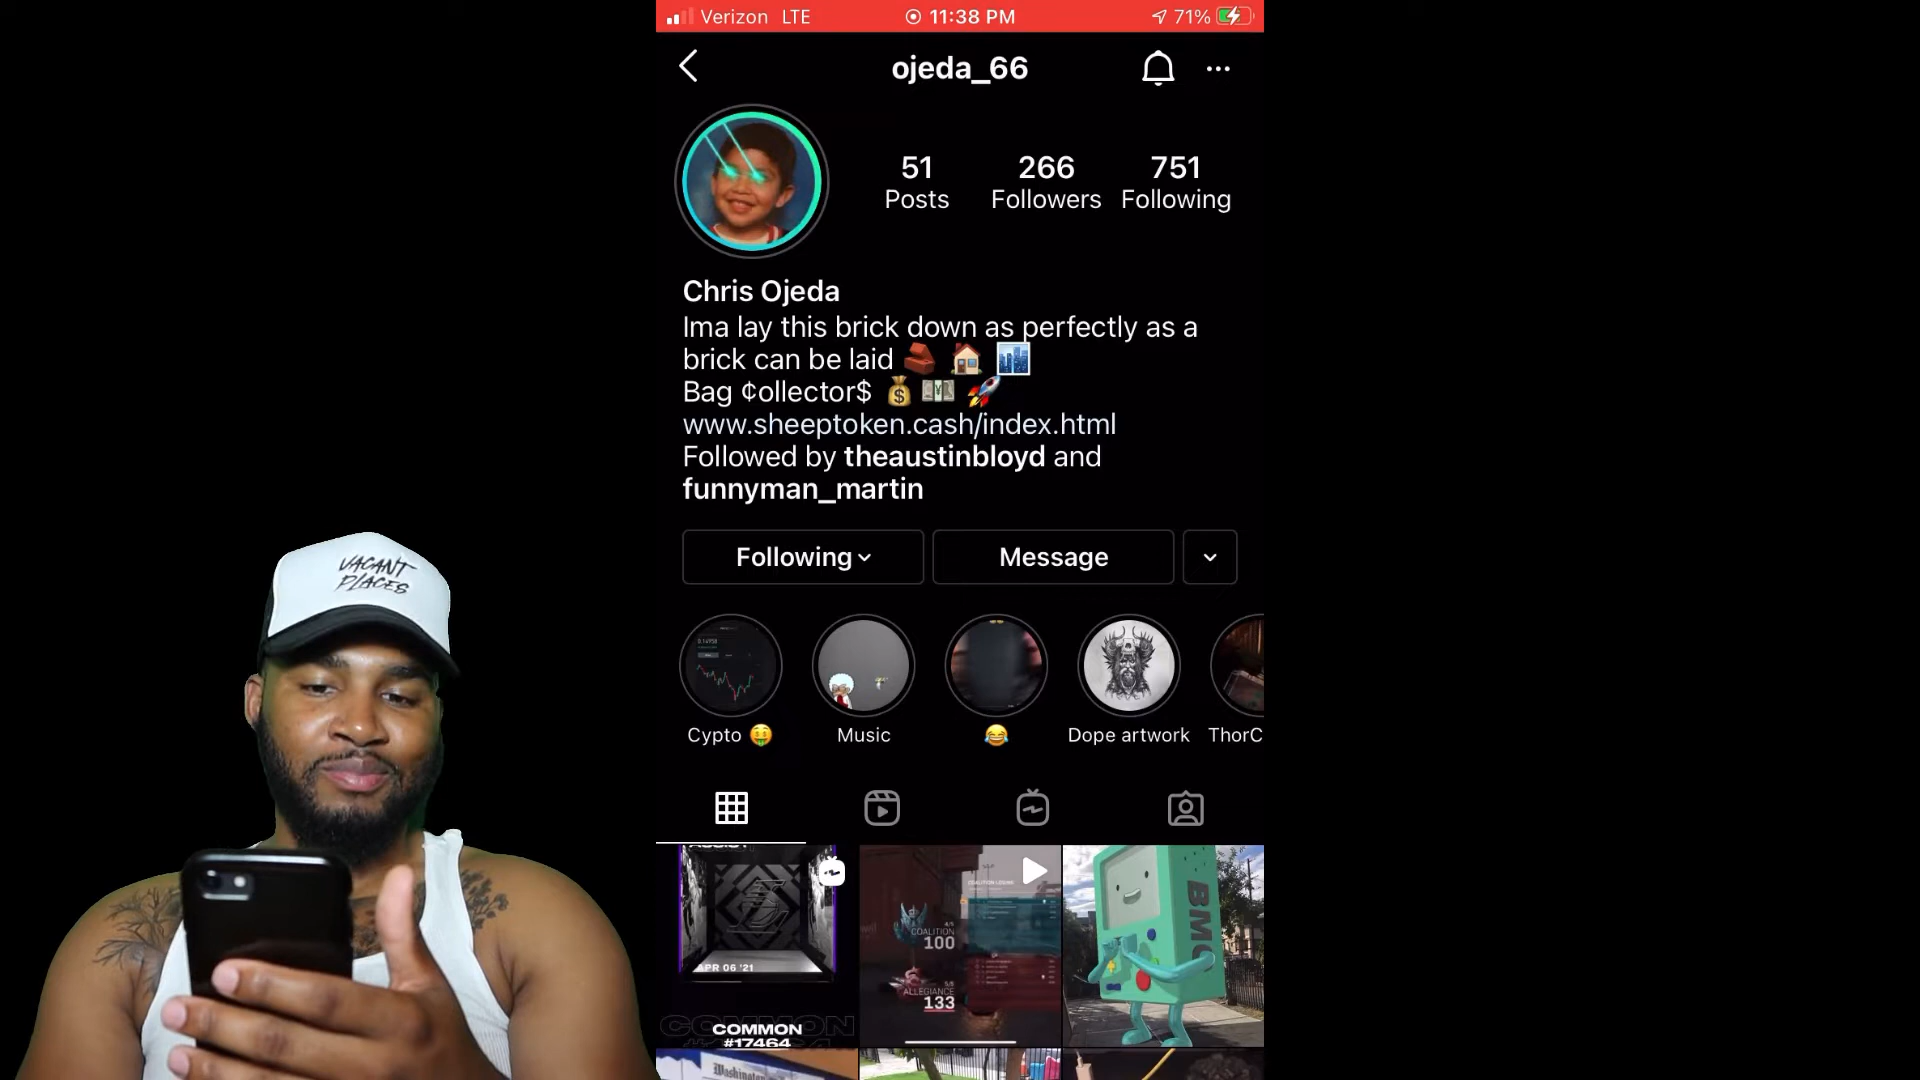 Verizon LTE 11:38 PM 71%
ojeda_66
51 266 751
Posts Followers Following
Chris Ojeda
Ima lay this brick down as perfectly as a
brick can be laid 🧱 🏠 🏙️
Bag ¢ollector$ 💰 💵 🚀
www.sheeptoken.cash/index.html
Followed by theaustinbloyd and
funnyman_martin
Following Message
Cypto 🤑 Music 😂 Dope artwork ThorC
VACANT
PLACES
APR 06 '21
COMMON
#17464
COALITION
100
ALLEGIANCE
133
BMO
Washington